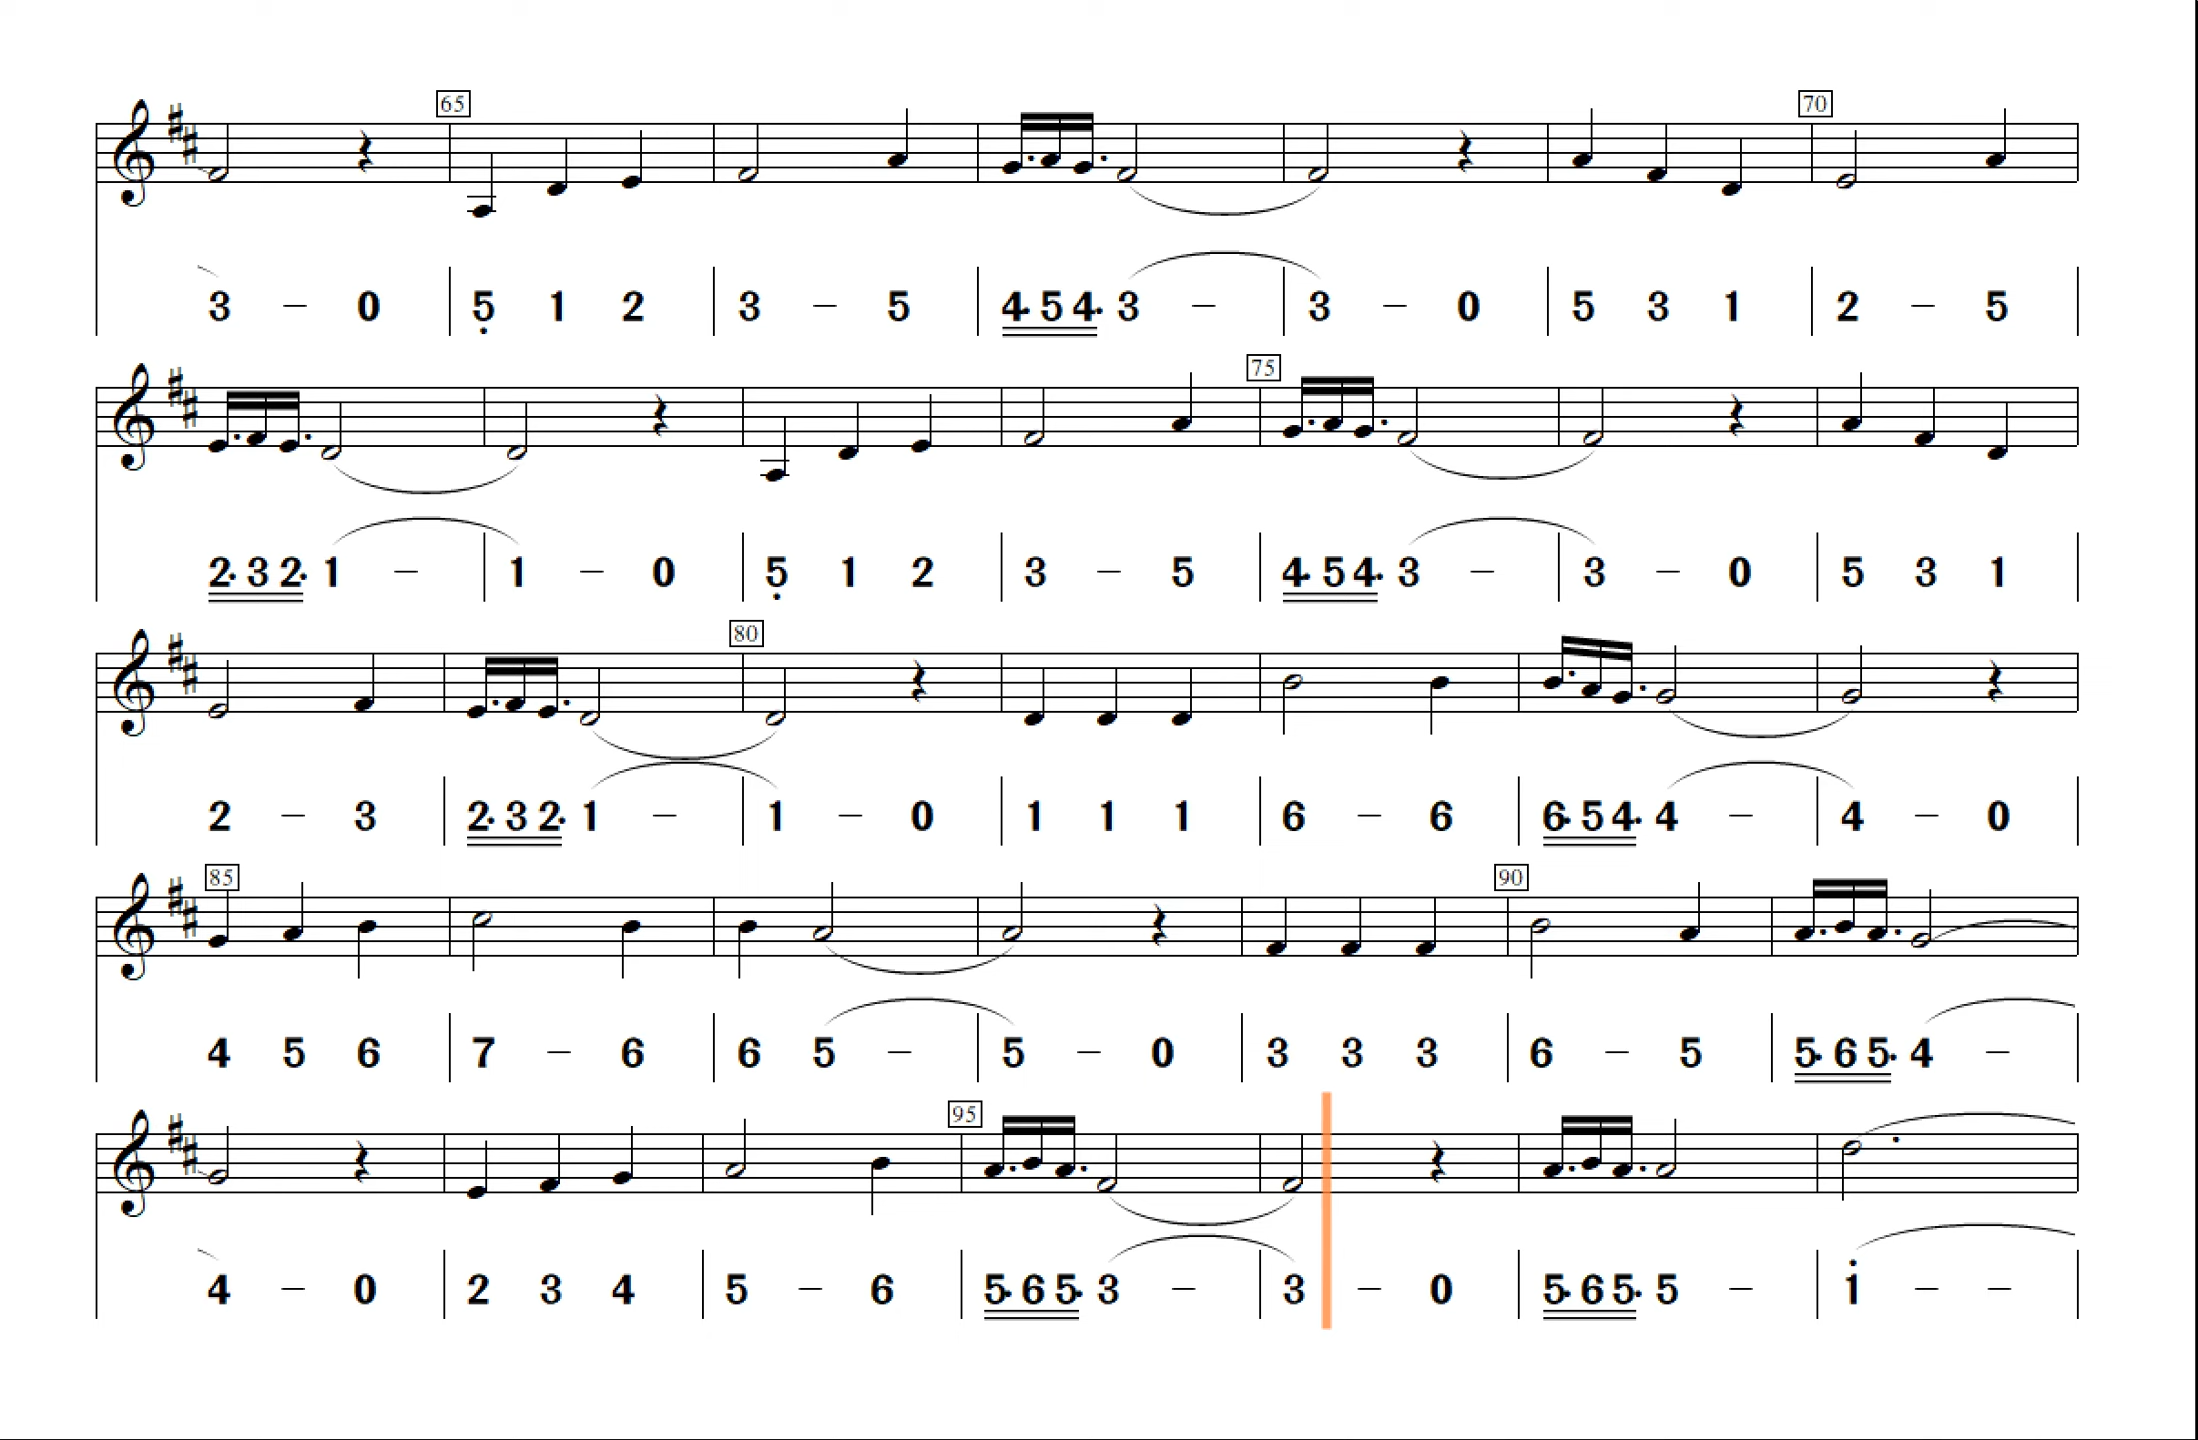 65 70
3 – 0 | 5̣ 1 2 | 3 – 5 | 4· 5 4· 3 – | 3 – 0 | 5 3 1 | 2 – 5 |
75
2· 3 2· 1 – | 1 – 0 | 5̣ 1 2 | 3 – 5 | 4· 5 4· 3 – | 3 – 0 | 5 3 1 |
80
2 – 3 | 2· 3 2· 1 – | 1 – 0 | 1 1 1 | 6 – 6 | 6· 5 4· 4 – | 4 – 0 |
85 90
4 5 6 | 7 – 6 | 6 5 – | 5 – 0 | 3 3 3 | 6 – 5 | 5· 6 5· 4 – |
95
4 – 0 | 2 3 4 | 5 – 6 | 5· 6 5· 3 – | 3 – 0 | 5· 6 5· 5 – | 1̇ – – |